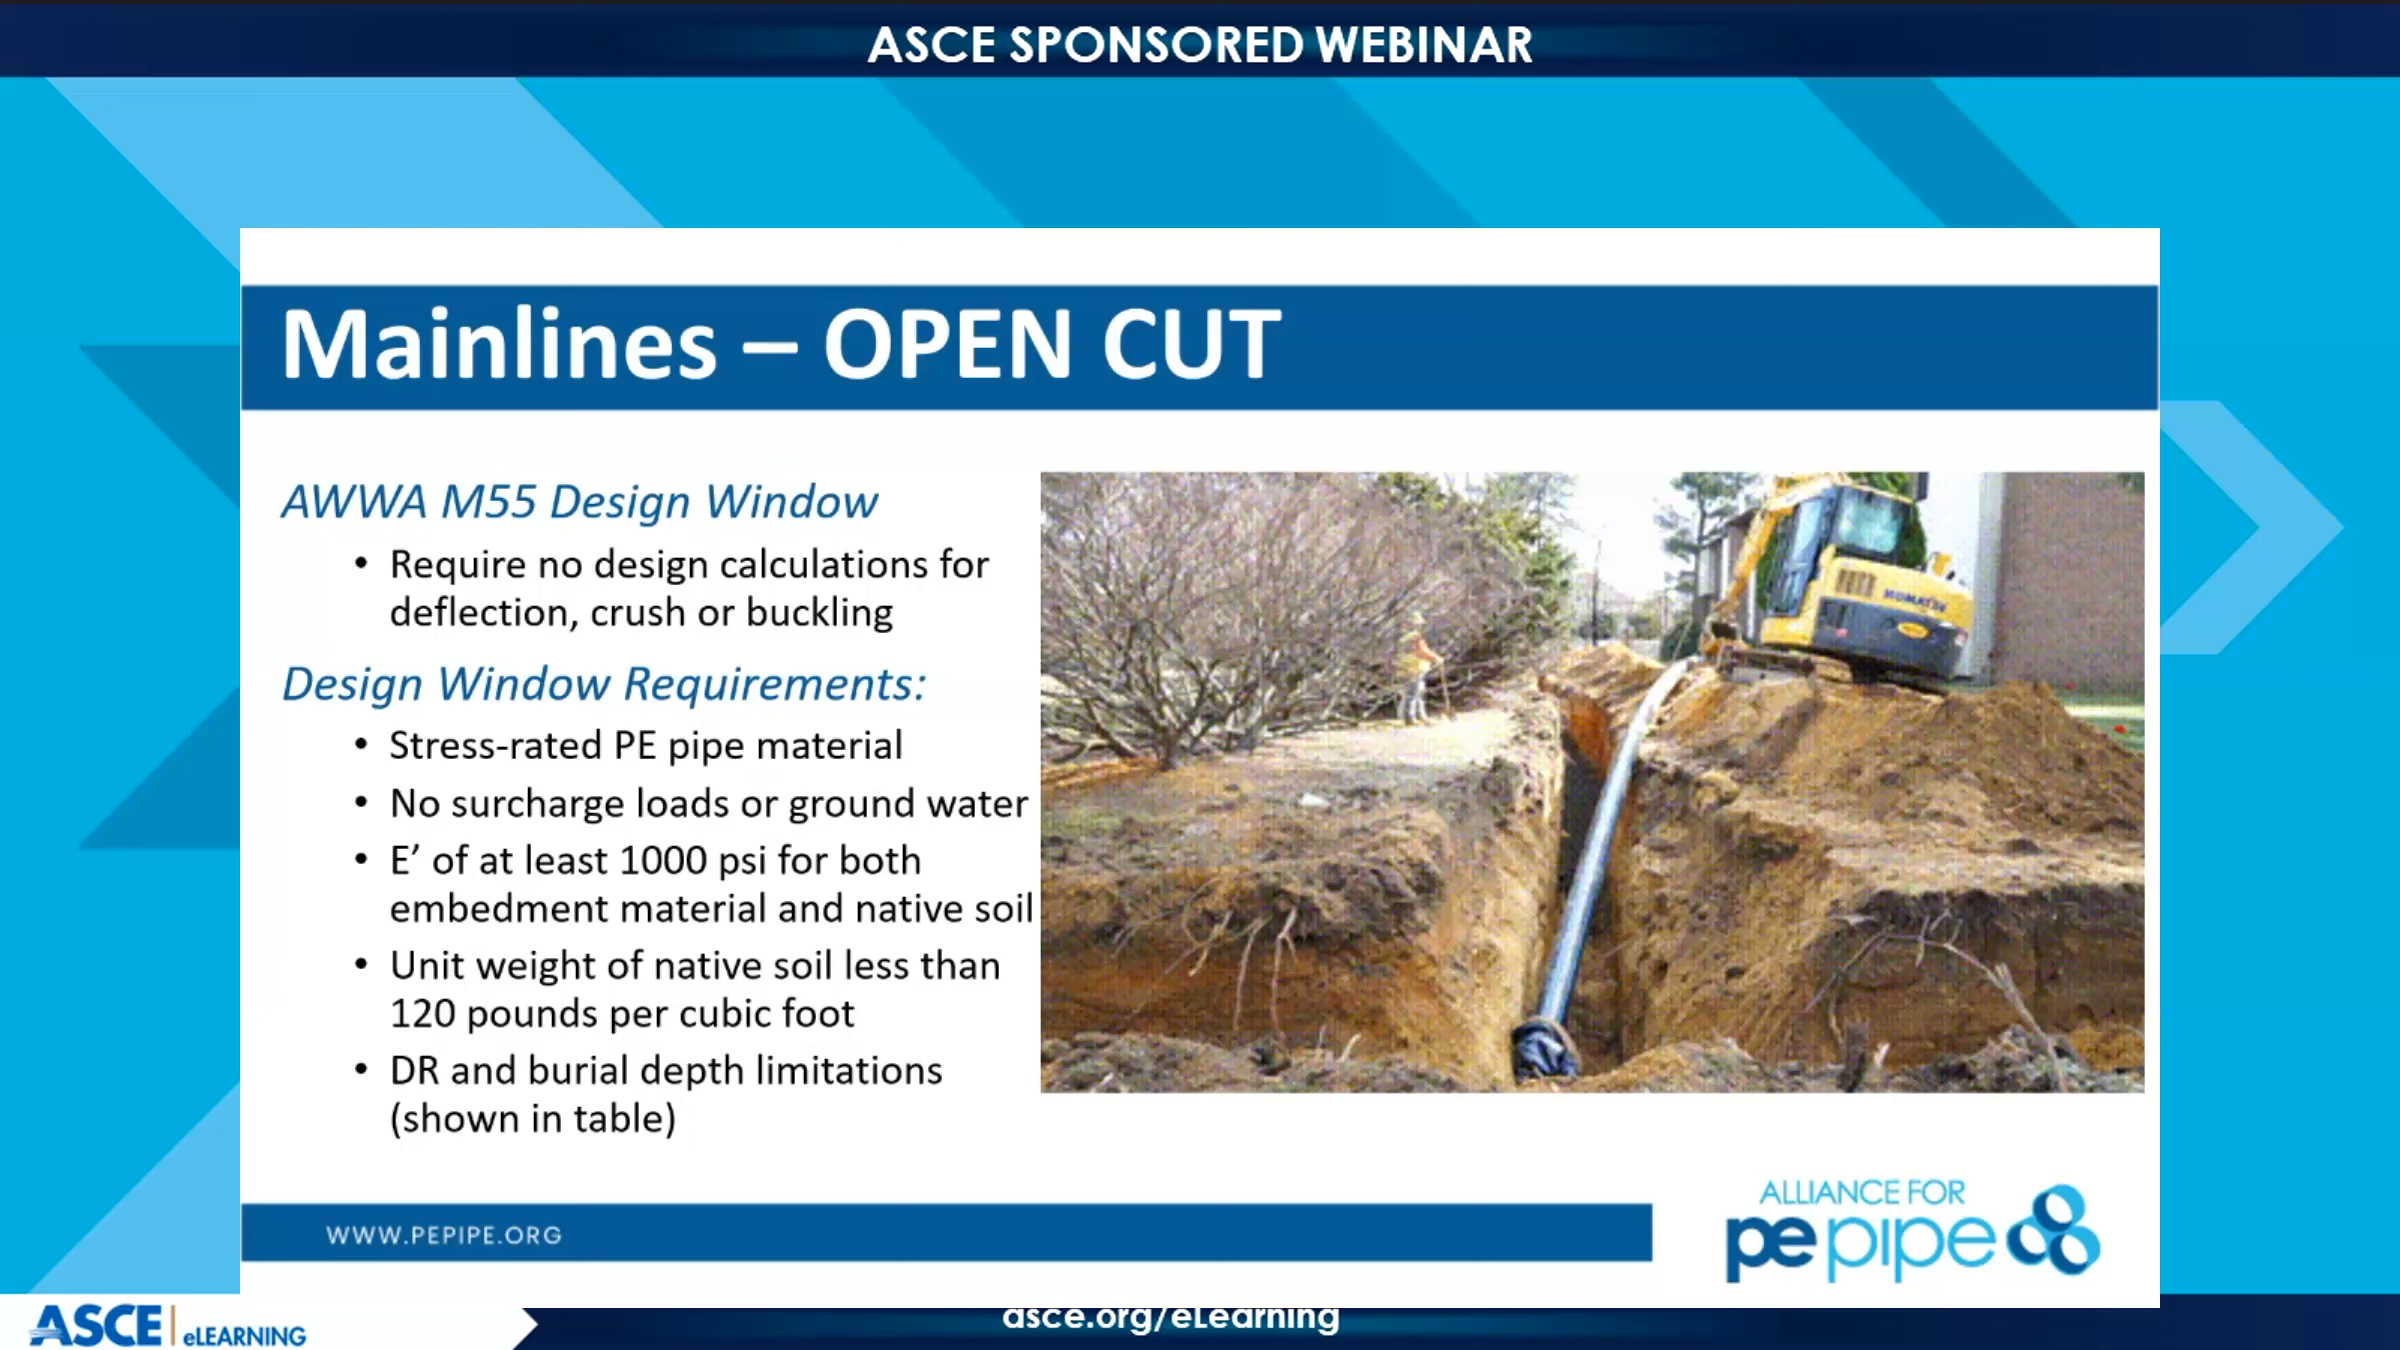 ASCE SPONSORED WEBINAR
Mainlines – OPEN CUT
AWWA M55 Design Window
• Require no design calculations for
deflection, crush or buckling
Design Window Requirements:
• Stress-rated PE pipe material
• No surcharge loads or ground water
• E’ of at least 1000 psi for both
embedment material and native soil
• Unit weight of native soil less than
120 pounds per cubic foot
• DR and burial depth limitations
(shown in table)
KOMATSU
WWW.PEPIPE.ORG
ALLIANCE FOR
pepipe
ASCE | eLEARNING
asce.org/eLearning